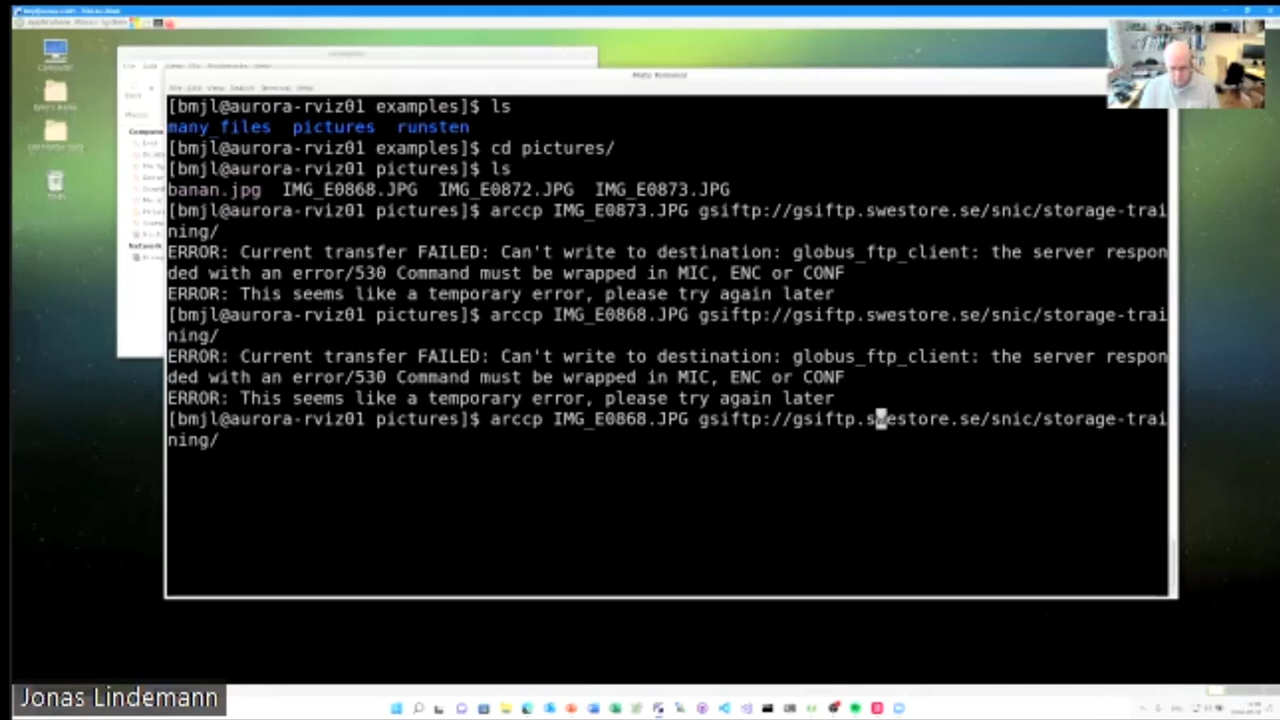 [bmjl@aurora-rviz01 examples]$ ls
many_files  pictures  runsten
[bmjl@aurora-rviz01 examples]$ cd pictures/
[bmjl@aurora-rviz01 pictures]$ ls
banan.jpg  IMG_E0868.JPG  IMG_E0872.JPG  IMG_E0873.JPG
[bmjl@aurora-rviz01 pictures]$ arccp IMG_E0873.JPG gsiftp://gsiftp.swestore.se/snic/storage-trai
ning/
ERROR: Current transfer FAILED: Can't write to destination: globus_ftp_client: the server respon
ded with an error/530 Command must be wrapped in MIC, ENC or CONF
ERROR: This seems like a temporary error, please try again later
[bmjl@aurora-rviz01 pictures]$ arccp IMG_E0868.JPG gsiftp://gsiftp.swestore.se/snic/storage-trai
ning/
ERROR: Current transfer FAILED: Can't write to destination: globus_ftp_client: the server respon
ded with an error/530 Command must be wrapped in MIC, ENC or CONF
ERROR: This seems like a temporary error, please try again later
[bmjl@aurora-rviz01 pictures]$ arccp IMG_E0868.JPG gsiftp://gsiftp.swestore.se/snic/storage-trai
ning/
Jonas Lindemann